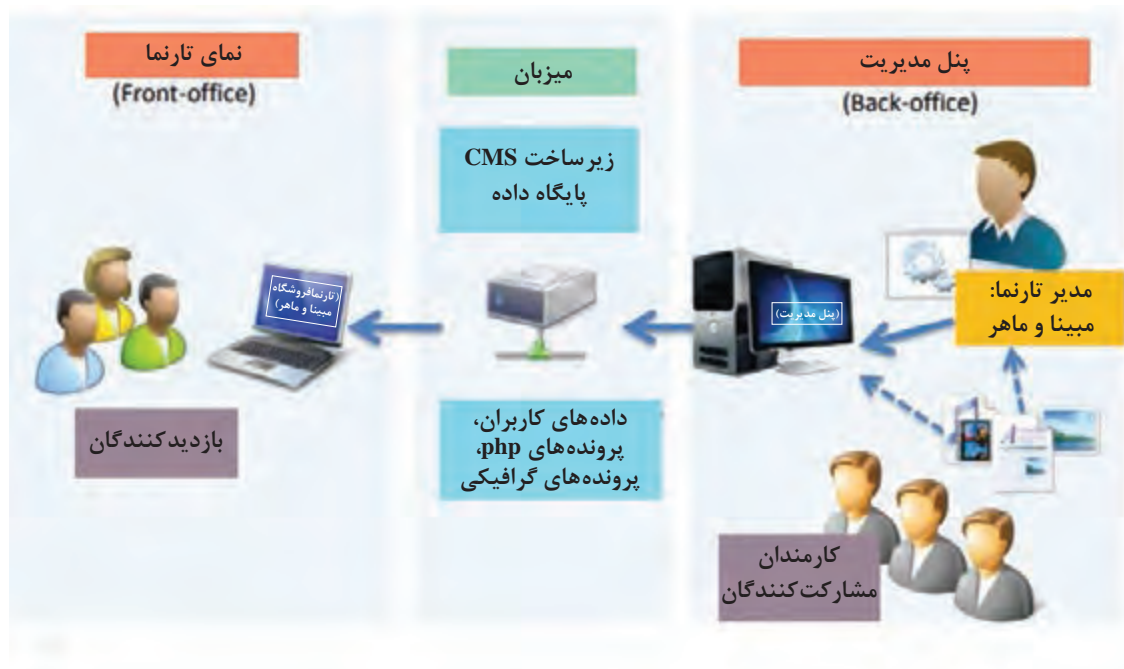 پنل مدیریت
(Back-office)
مدیر تارنما:
مبینا و ماهر
(پنل مدیریت)
کارمندان
مشارکت‌کنندگان
میزبان
زیرساخت CMS
پایگاه داده
داده‌های کاربران،
پرونده‌های php،
پرونده‌های گرافیکی
نمای تارنما
(Front-office)
(تارنمافروشگاه
مبینا و ماهر)
بازدیدکنندگان